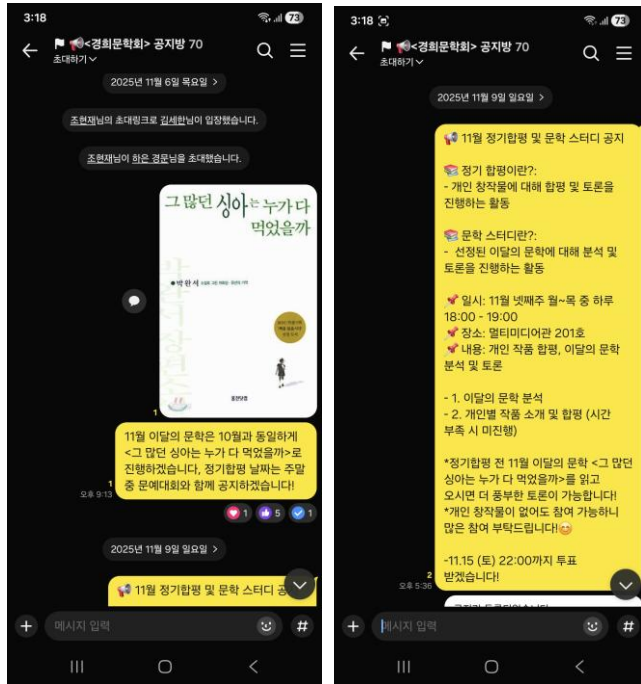 3:18
73
<경희문학회> 공지방 70
초대하기
2025년 11월 6일 목요일 >
조현재님의 초대링크로 김세한님이 입장했습니다.
조현재님이 하은 경문님을 초대했습니다.
그 많던 싱아는 누가 다
먹었을까
박완서
웅진닷컴
1
11월 이달의 문학은 10월과 동일하게
<그 많던 싱아는 누가 다 먹었을까>로
진행하겠습니다, 정기합평 날짜는 주말
중 문예대회와 함께 공지하겠습니다!
1
오후 9:13
1 5 1
2025년 11월 9일 일요일 >
11월 정기합평 및 문학 스터디 공
메시지 입력
#
3:18
73
<경희문학회> 공지방 70
초대하기
2025년 11월 9일 일요일 >
11월 정기합평 및 문학 스터디 공지
정기 합평이란?:
- 개인 창작물에 대해 합평 및 토론을
진행하는 활동
문학 스터디란?:
- 선정된 이달의 문학에 대해 분석 및
토론을 진행하는 활동
일시: 11월 넷째주 월~목 중 하루
18:00 - 19:00
장소: 멀티미디어관 201호
내용: 개인 작품 합평, 이달의 문학
분석 및 토론
- 1. 이달의 문학 분석
- 2. 개인별 작품 소개 및 합평 (시간
부족 시 미진행)
*정기합평 전 11월 이달의 문학 <그 많던
싱아는 누가 다 먹었을까>를 읽고
오시면 더 풍부한 토론이 가능합니다!
*개인 창작물이 없어도 참여 가능하니
많은 참여 부탁드립니다!😊
-11.15 (토) 22:00까지 투표
받겠습니다!
2
오후 5:36
메시지 입력
#